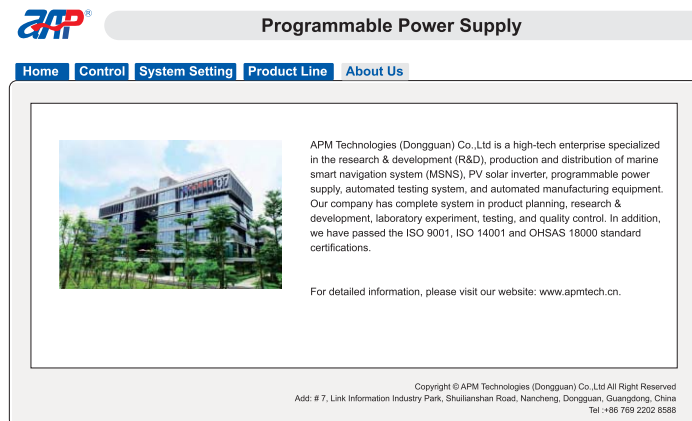 APM®
Programmable Power Supply
Home Control System Setting Product Line About Us
APM Technologies (Dongguan) Co.,Ltd is a high-tech enterprise specialized
in the research & development (R&D), production and distribution of marine
smart navigation system (MSNS), PV solar inverter, programmable power
supply, automated testing system, and automated manufacturing equipment.
Our company has complete system in product planning, research &
development, laboratory experiment, testing, and quality control. In addition,
we have passed the ISO 9001, ISO 14001 and OHSAS 18000 standard
certifications.
For detailed information, please visit our website: www.apmtech.cn.
Copyright © APM Technologies (Dongguan) Co.,Ltd All Right Reserved
Add: # 7, Link Information Industry Park, Shuilianshan Road, Nancheng, Dongguan, Guangdong, China
Tel :+86 769 2202 8588